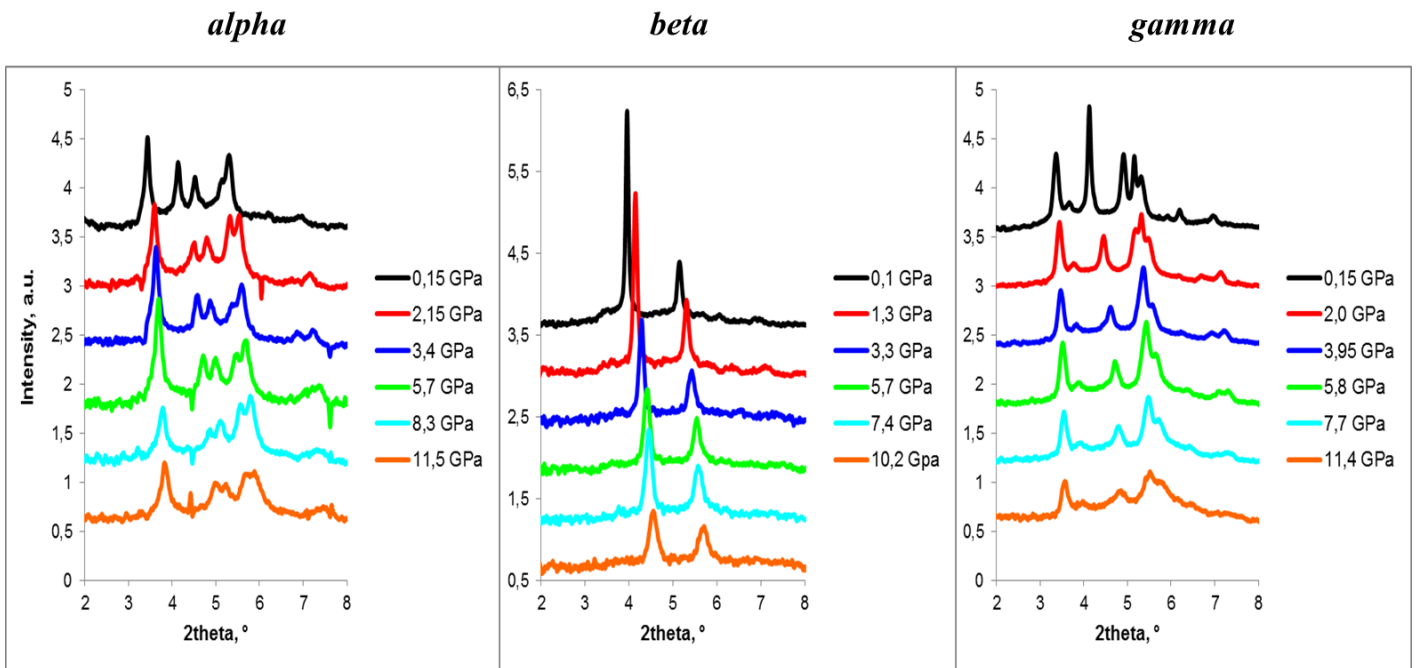 alpha
beta
gamma
Intensity, a.u.
5
4,5
4
3,5
3
2,5
2
1,5
1
0,5
0
2 3 4 5 6 7 8
2theta, °
0,15 GPa
2,15 GPa
3,4 GPa
5,7 GPa
8,3 GPa
11,5 GPa
6,5
5,5
4,5
3,5
2,5
1,5
0,5
2 3 4 5 6 7 8
2theta, °
0,1 GPa
1,3 GPa
3,3 GPa
5,7 GPa
7,4 GPa
10,2 Gpa
5
4,5
4
3,5
3
2,5
2
1,5
1
0,5
0
2 3 4 5 6 7 8
2theta, °
0,15 GPa
2,0 GPa
3,95 GPa
5,8 GPa
7,7 GPa
11,4 GPa